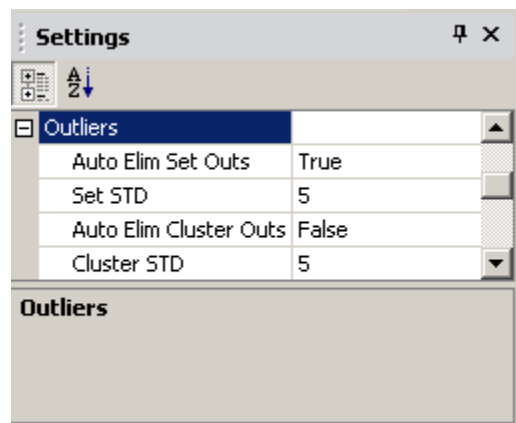 Settings
A
Z
Outliers
Auto Elim Set Outs True
Set STD 5
Auto Elim Cluster Outs False
Cluster STD 5
Outliers